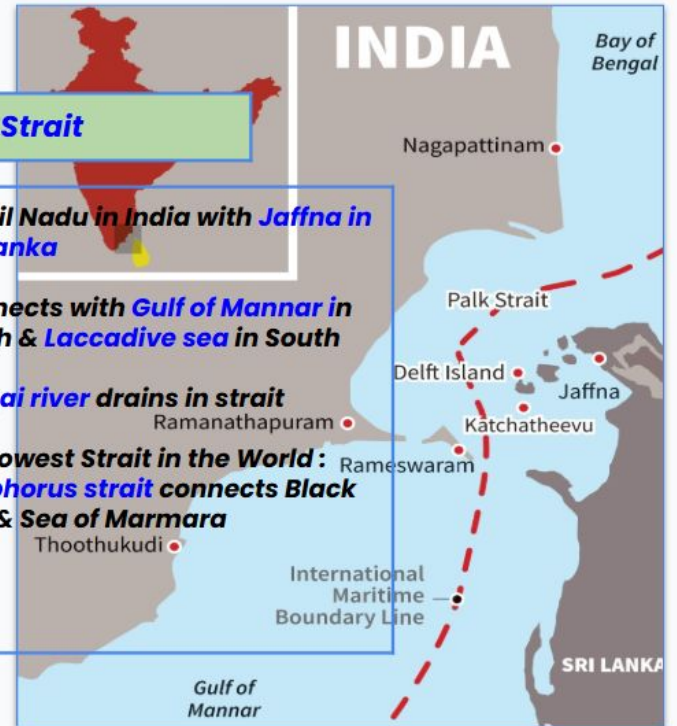 INDIA
Bay of
Bengal
Strait
Nagapattinam
il Nadu in India with Jaffna in
anka
nects with Gulf of Mannar in
h & Laccadive sea in South
Palk Strait
Delft Island
Jaffna
ai river drains in strait
Ramanathapuram
Katchatheevu
owest Strait in the World :
Rameswaram
phorus strait connects Black
& Sea of Marmara
Thoothukudi
International
Maritime
Boundary Line
SRI LANKA
Gulf of
Mannar